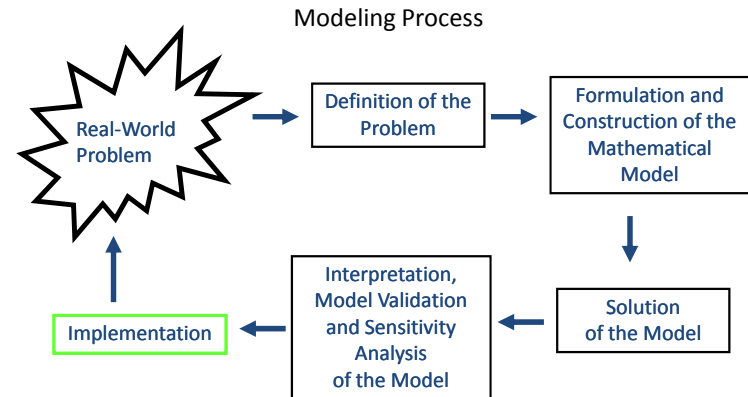 Modeling Process
Real-World
Problem
Definition of the
Problem
Formulation and
Construction of the
Mathematical
Model
Solution
of the Model
Interpretation,
Model Validation
and Sensitivity
Analysis
of the Model
Implementation